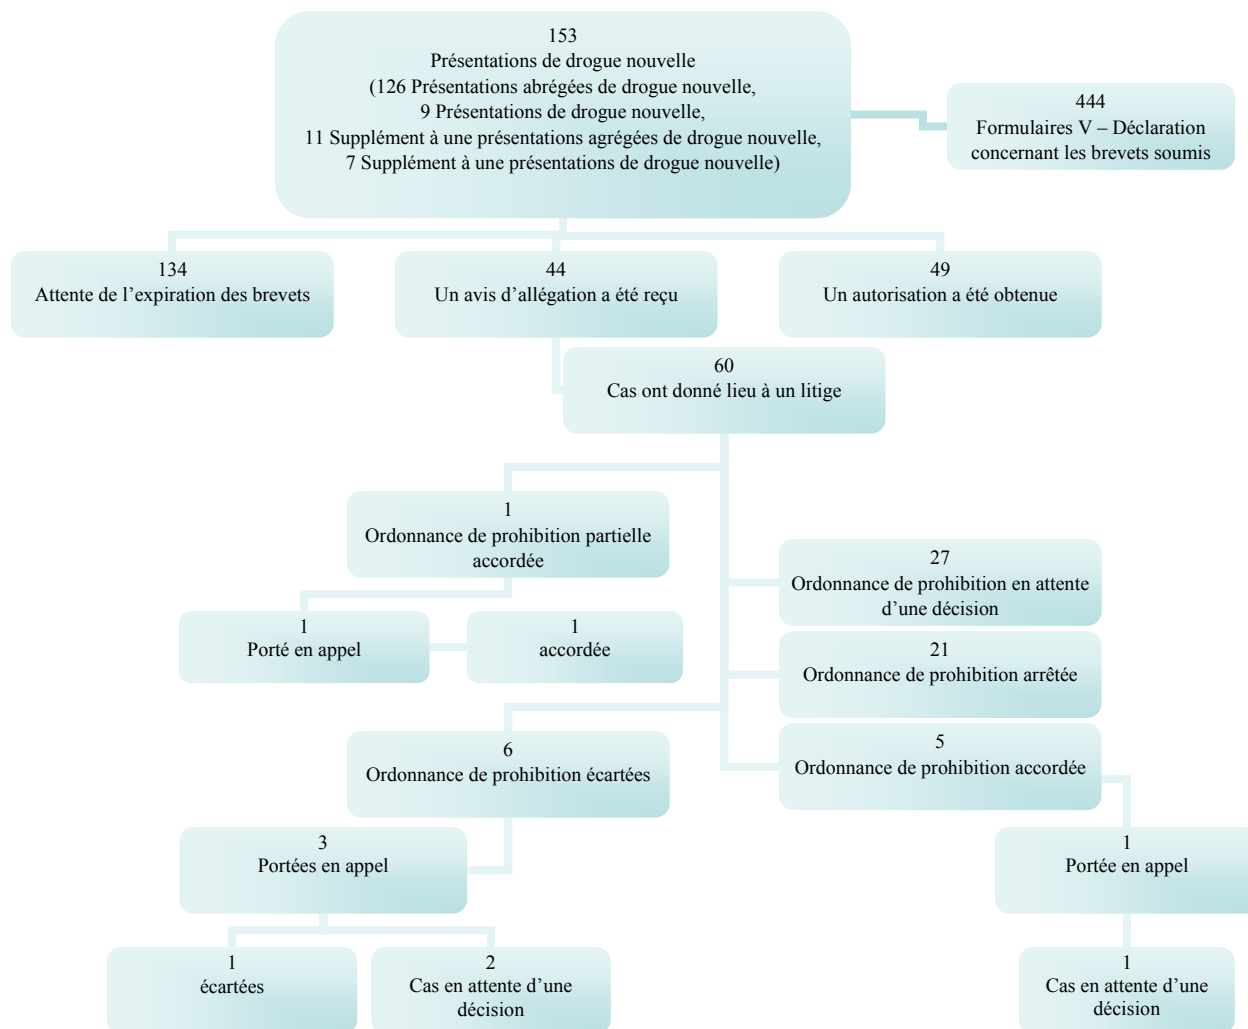 153
Présentations de drogue nouvelle
(126 Présentations abrégées de drogue nouvelle,
9 Présentations de drogue nouvelle,
11 Supplément à une présentations agrégées de drogue nouvelle,
7 Supplément à une présentations de drogue nouvelle)
444
Formulaires V – Déclaration
concernant les brevets soumis
134
Attente de l’expiration des brevets
44
Un avis d’allégation a été reçu
49
Un autorisation a été obtenue
60
Cas ont donné lieu à un litige
1
Ordonnance de prohibition partielle
accordée
27
Ordonnance de prohibition en attente
d’une décision
1
Porté en appel
1
accordée
21
Ordonnance de prohibition arrêtée
6
Ordonnance de prohibition écartées
5
Ordonnance de prohibition accordée
3
Portées en appel
1
Portée en appel
1
écartées
2
Cas en attente d’une
décision
1
Cas en attente d’une
décision